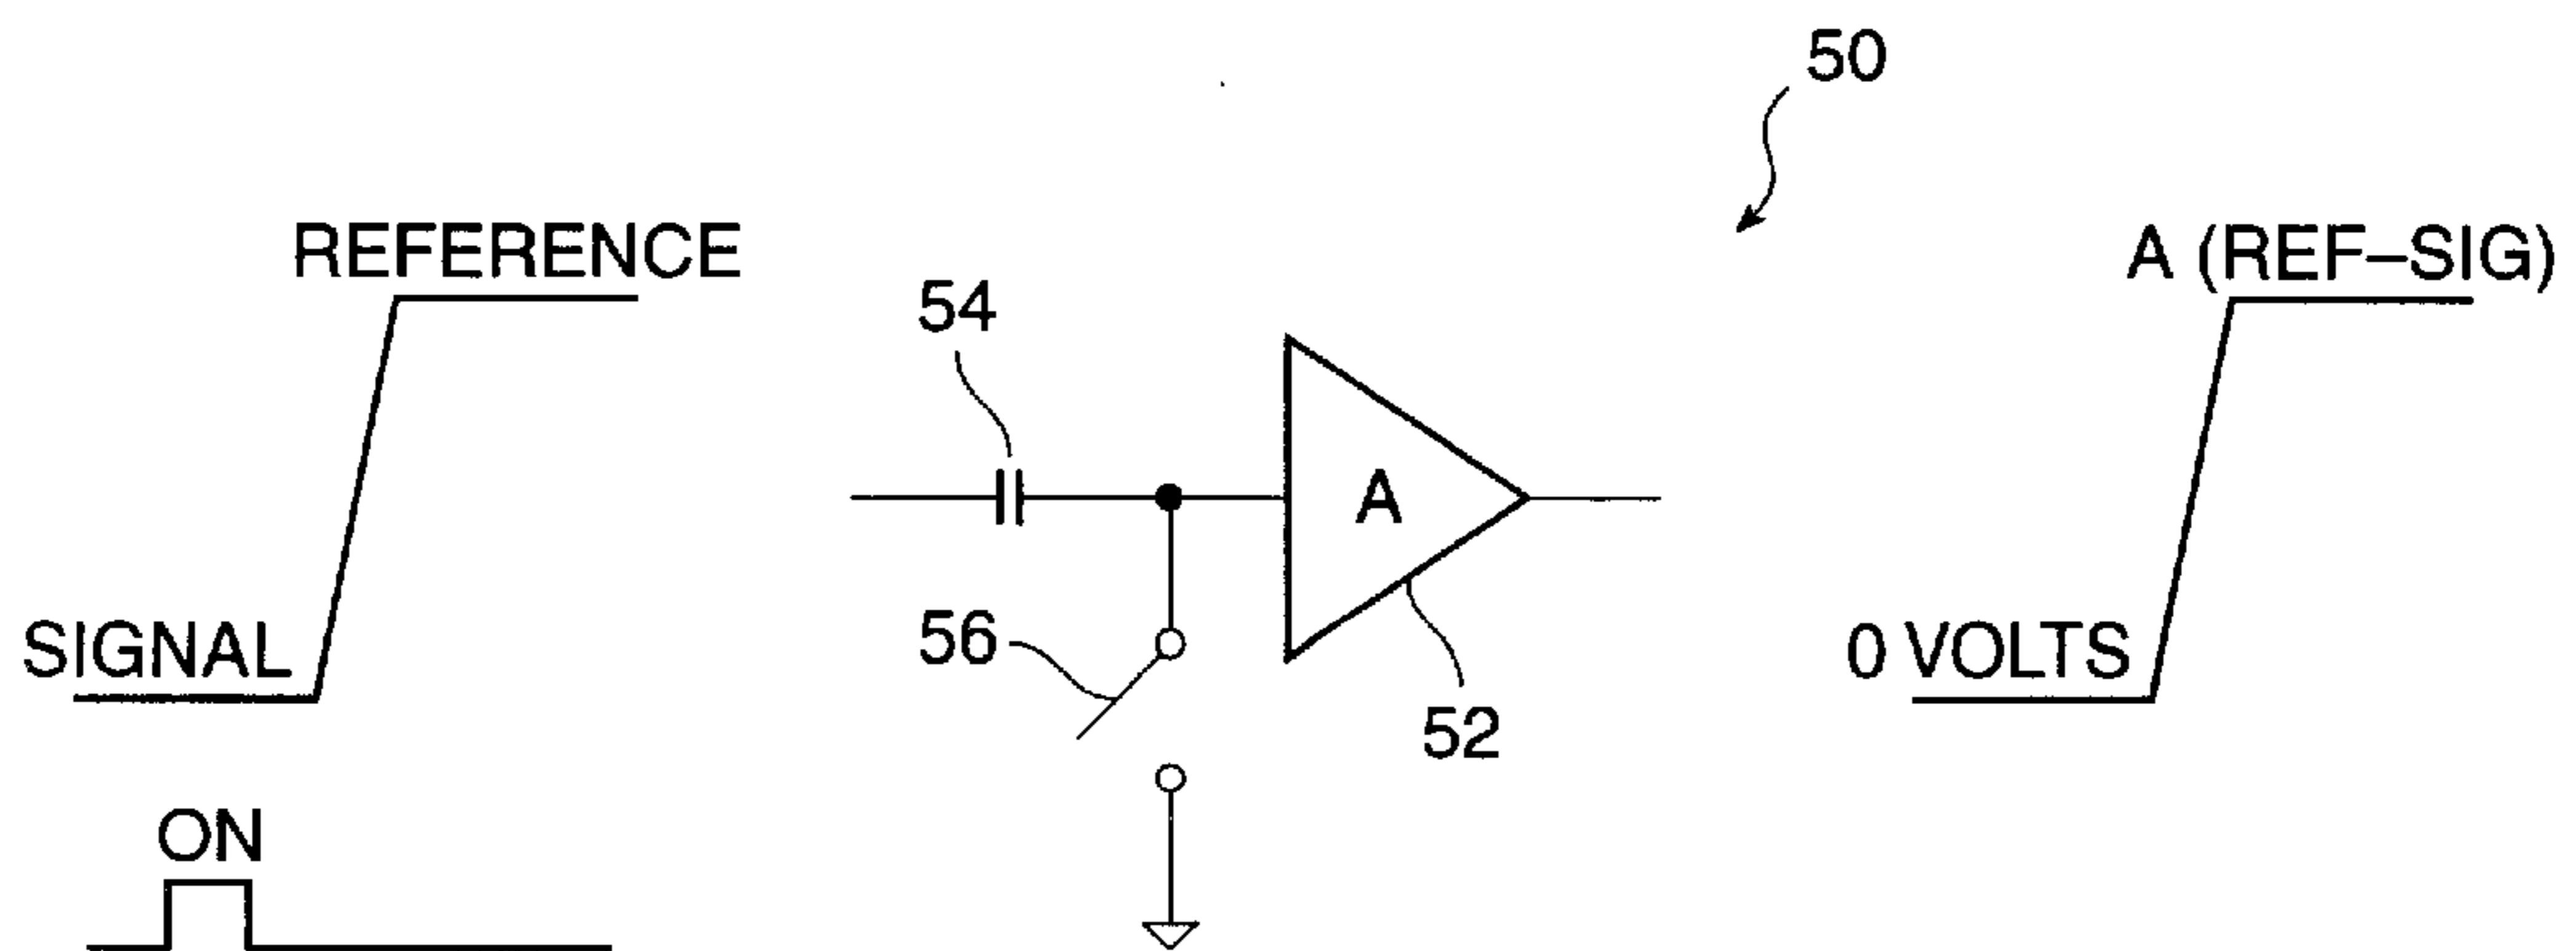 50
REFERENCE
A (REF–SIG)
54
A
SIGNAL
56
0 VOLTS
52
ON